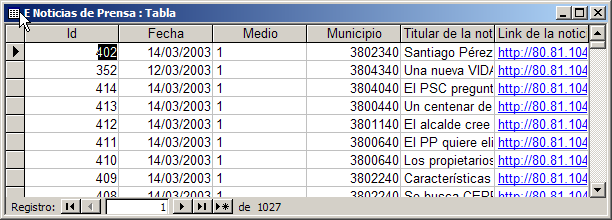 E Noticias de Prensa : Tabla
Id Fecha Medio Municipio Titular de la not Link de la notic
402 14/03/2003 1 3802340 Santiago Pérez http://80.81.104
352 12/03/2003 1 3804340 Una nueva VIDA http://80.81.104
414 14/03/2003 1 3804040 El PSC pregunt http://80.81.104
413 14/03/2003 1 3800440 Un centenar de http://80.81.104
412 14/03/2003 1 3801140 El alcalde cree http://80.81.104
411 14/03/2003 1 3800640 El PP quiere eli http://80.81.104
410 14/03/2003 1 3800640 Los propietarios http://80.81.104
409 14/03/2003 1 3802240 Características http://80.81.104
408 14/03/2003 1 3802240 Se busca CEPE http://80.81.104
Registro: 1 de 1027